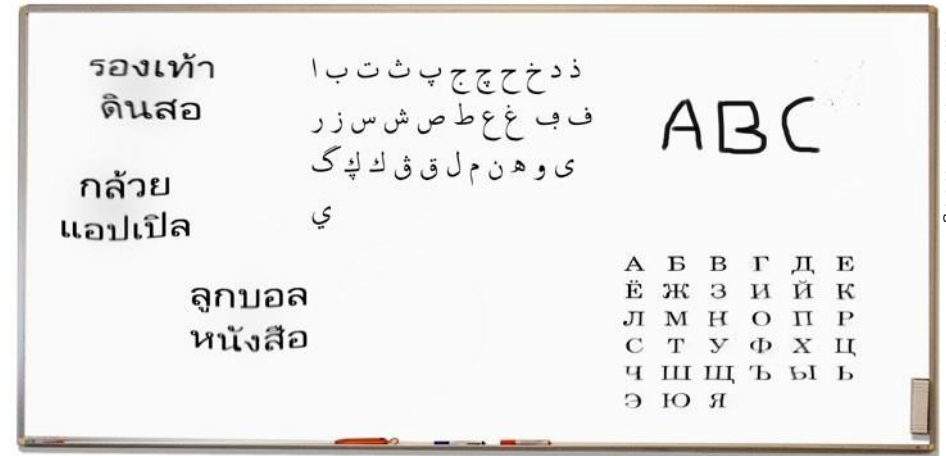 รองเท้า
ดินสอ
กล้วย
แอปเปิล
ลูกบอล
หนังสือ
ذ د خ ح چ ج پ ث ت ب ا
ف ڢ غ ع ط ص ش س ز ر
ى و ه ن م ل ق ڨ ك ڮ گ
ي
ABC
А Б В Г Д Е
Ё Ж З И Й К
Л М Н О П Р
С Т У Ф Х Ц
Ч Ш Щ Ъ Ы Ь
Э Ю Я